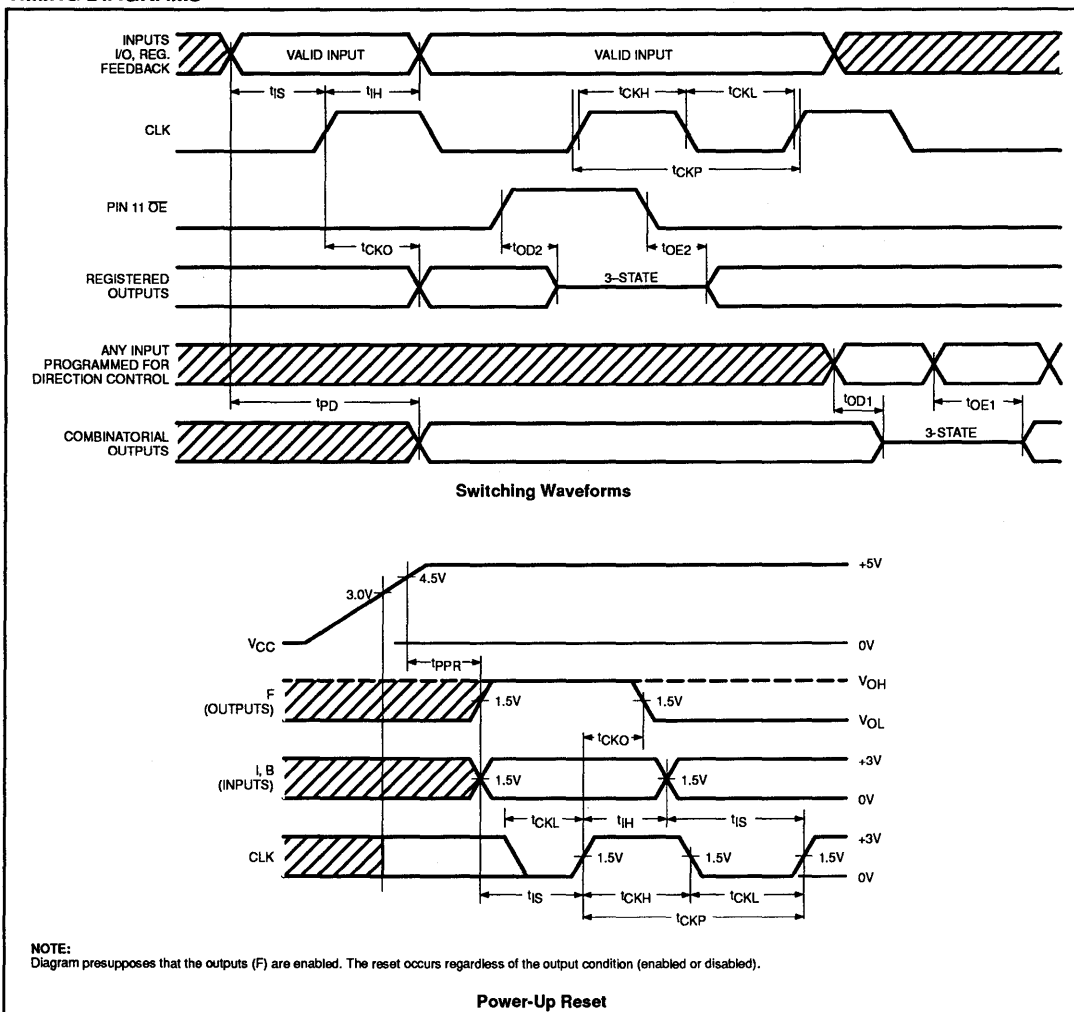 INPUTS
I/O, REG.
FEEDBACK
VALID INPUT
VALID INPUT
tIS
tIH
tCKH
tCKL
CLK
tCKP
PIN 11 OE
tCKO
tOD2
tOE2
REGISTERED
OUTPUTS
3–STATE
ANY INPUT
PROGRAMMED FOR
DIRECTION CONTROL
tPD
tOD1
tOE1
COMBINATORIAL
OUTPUTS
3-STATE
Switching Waveforms
+5V
4.5V
3.0V
VCC
0V
tPPR
VOH
F
(OUTPUTS)
1.5V
1.5V
VOL
tCKO
+3V
I, B
(INPUTS)
1.5V
1.5V
0V
tCKL
tIH
tIS
+3V
CLK
1.5V
1.5V
1.5V
0V
tIS
tCKH
tCKL
tCKP
NOTE:
Diagram presupposes that the outputs (F) are enabled. The reset occurs regardless of the output condition (enabled or disabled).
Power-Up Reset